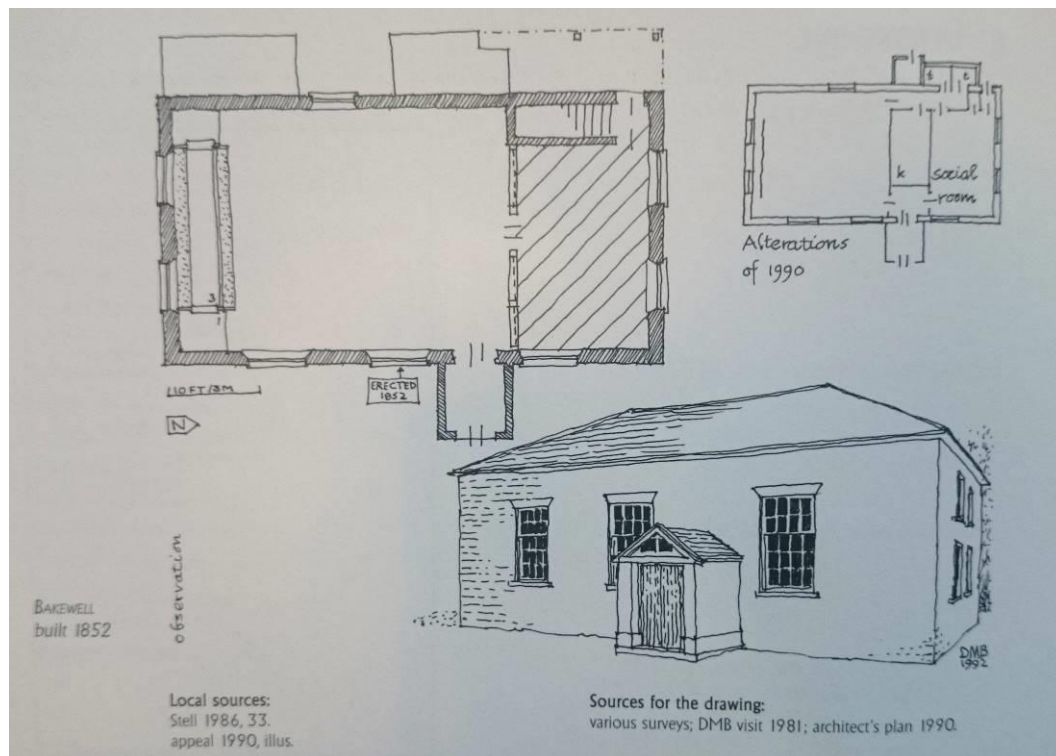 t t
k social
room
Alterations
of 1990
3
1
10 FT/3M
ERECTED
1852
N
observation
BAKEWELL
built 1852
DMB
1992
Local sources:
Stell 1986, 33.
appeal 1990, illus.
Sources for the drawing:
various surveys; DMB visit 1981; architect's plan 1990.